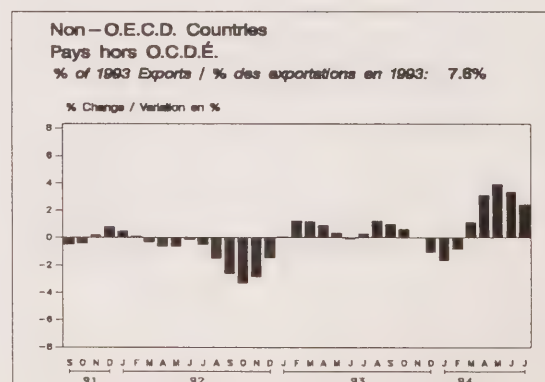 Non-O.E.C.D. Countries
Pays hors O.C.D.É.
% of 1993 Exports / % des exportations en 1993: 7.8%
% Change / Variation en %
8
6
4
2
0
-2
-4
-6
-8
S O N D J F M A M J J A S O N D J F M A M J J A S O N D J F M A M J J
91 92 93 94